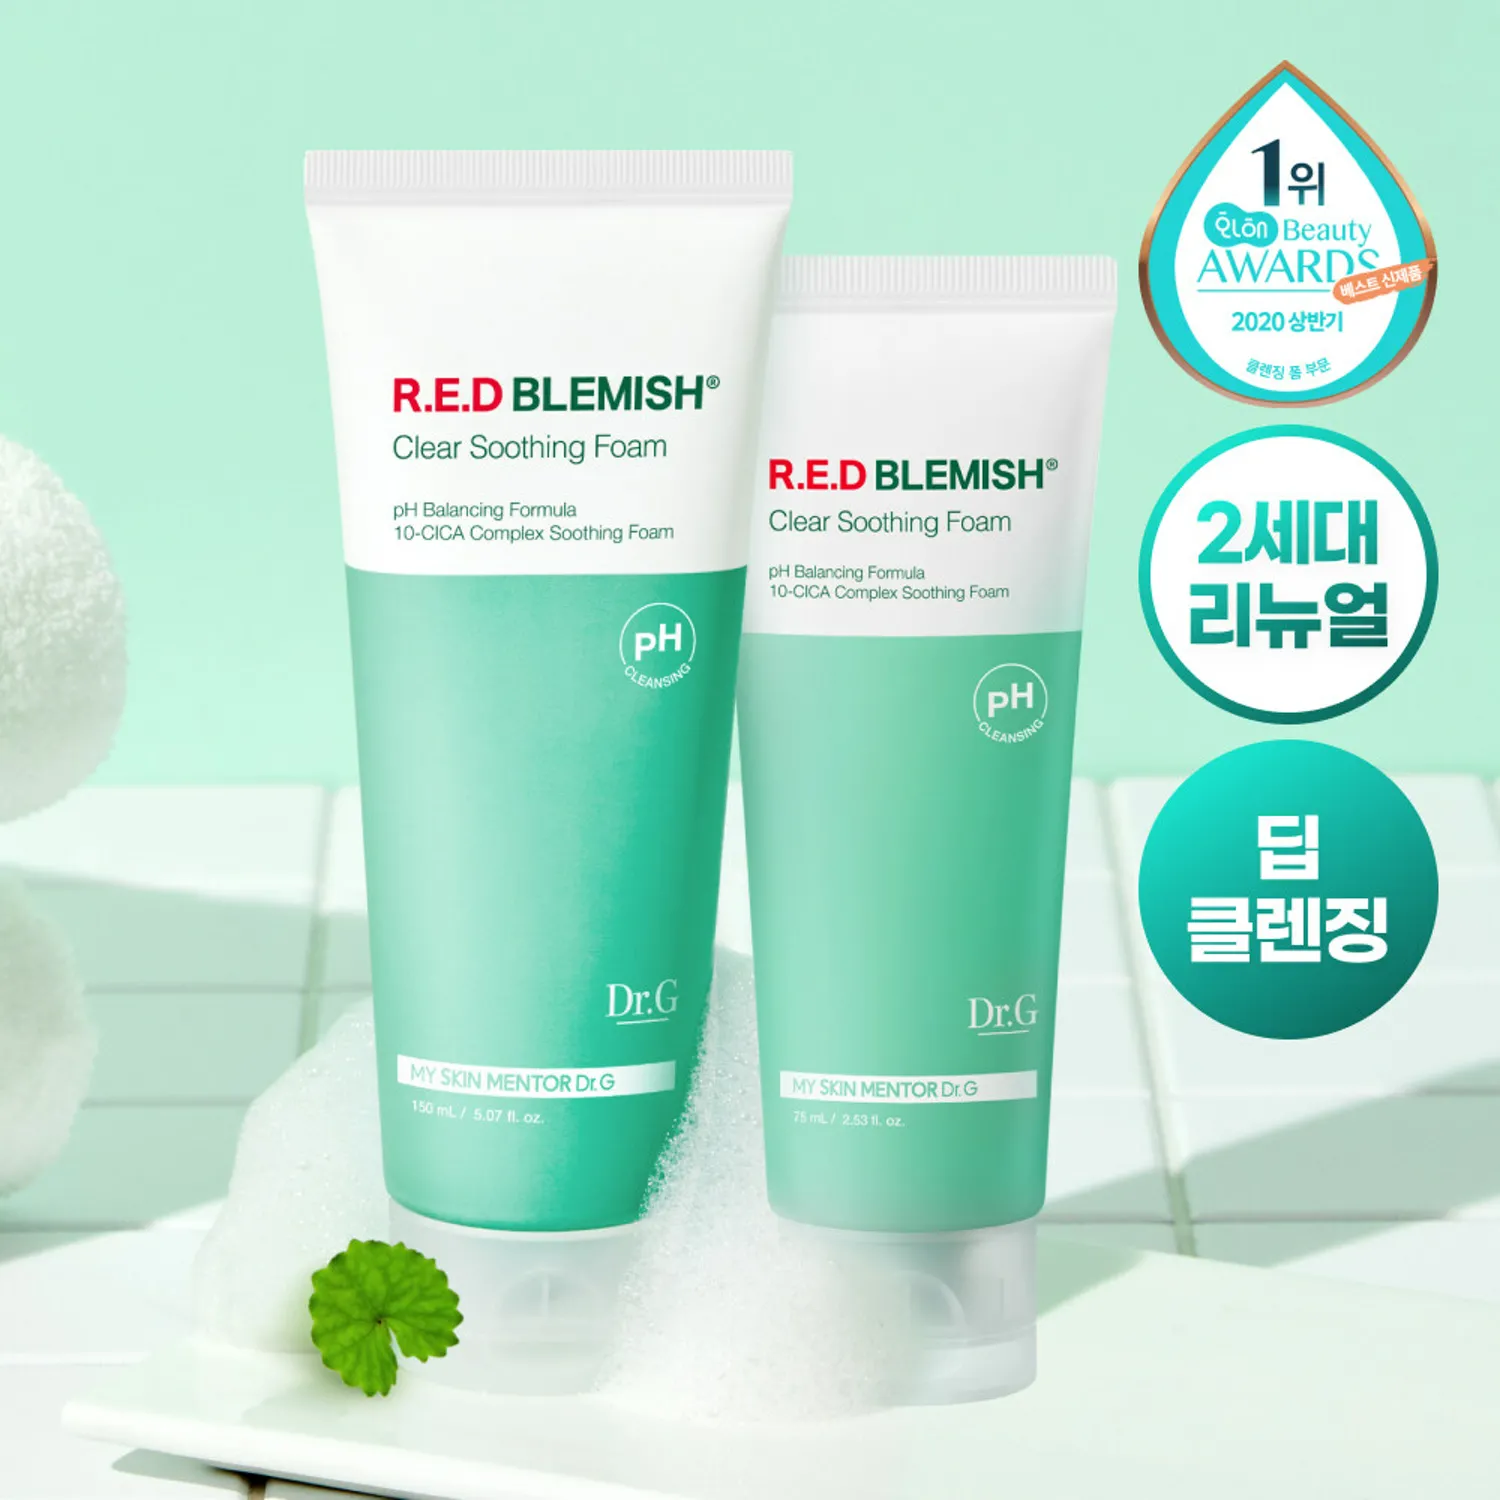 R.E.D BLEMISH®
Clear Soothing Foam
pH Balancing Formula
10-CICA Complex Soothing Foam
pH
CLEANSING
Dr.G
MY SKIN MENTOR Dr.G
150 mL / 5.07 fl. oz.
R.E.D BLEMISH®
Clear Soothing Foam
pH Balancing Formula
10-CICA Complex Soothing Foam
pH
CLEANSING
Dr.G
MY SKIN MENTOR Dr.G
75 mL / 2.53 fl. oz.
1위
화해 Beauty
AWARDS
베스트 신제품
2020 상반기
클렌징 폼 부문
2세대
리뉴얼
딥
클렌징